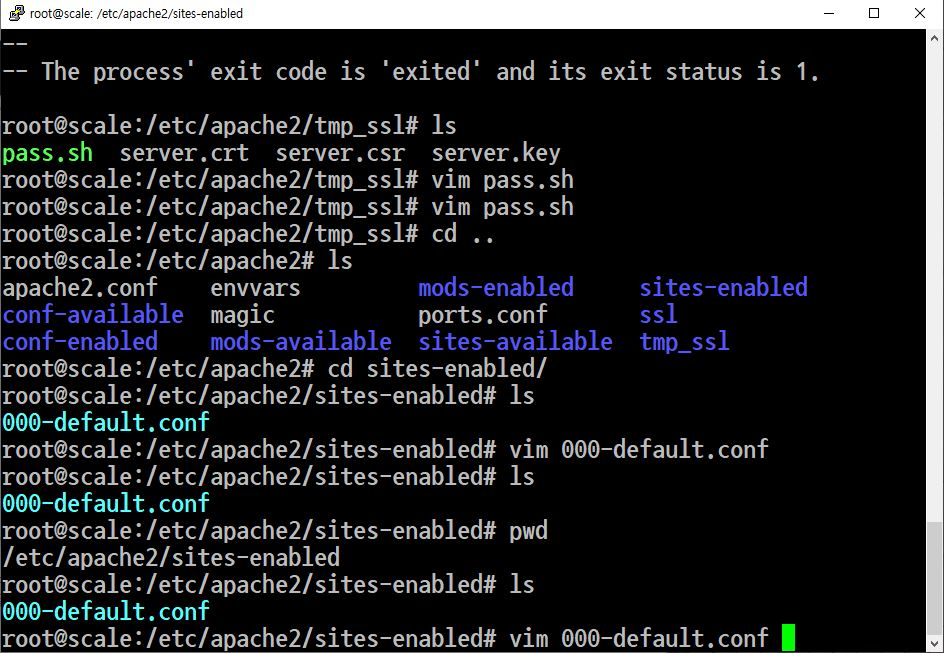 root@scale: /etc/apache2/sites-enabled
--
-- The process' exit code is 'exited' and its exit status is 1.
root@scale:/etc/apache2/tmp_ssl# ls
pass.sh  server.crt  server.csr  server.key
root@scale:/etc/apache2/tmp_ssl# vim pass.sh
root@scale:/etc/apache2/tmp_ssl# vim pass.sh
root@scale:/etc/apache2/tmp_ssl# cd ..
root@scale:/etc/apache2# ls
apache2.conf    envvars         mods-enabled     sites-enabled
conf-available  magic           ports.conf       ssl
conf-enabled    mods-available  sites-available  tmp_ssl
root@scale:/etc/apache2# cd sites-enabled/
root@scale:/etc/apache2/sites-enabled# ls
000-default.conf
root@scale:/etc/apache2/sites-enabled# vim 000-default.conf
root@scale:/etc/apache2/sites-enabled# ls
000-default.conf
root@scale:/etc/apache2/sites-enabled# pwd
/etc/apache2/sites-enabled
root@scale:/etc/apache2/sites-enabled# ls
000-default.conf
root@scale:/etc/apache2/sites-enabled# vim 000-default.conf